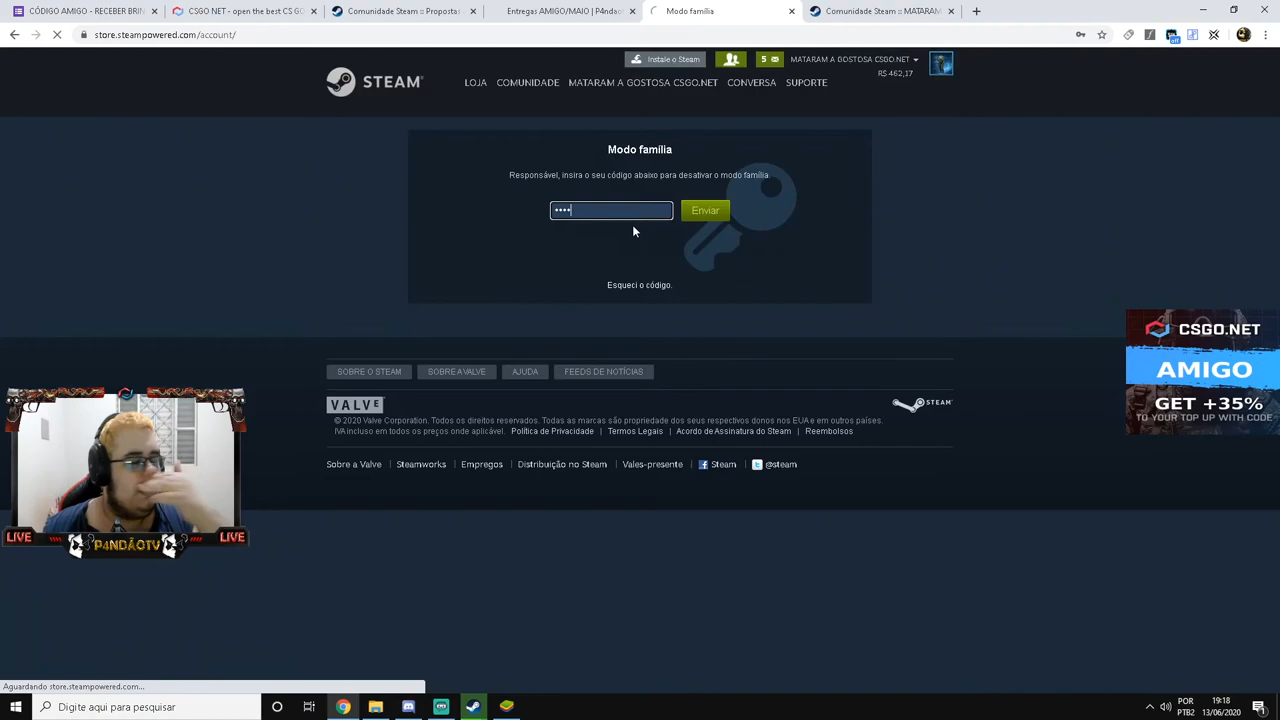 CÓDIGO AMIGO - RECEBER BRIN
CSGO NET - open the best CS GO
Comunidade Steam :: Propostas
Entregas AMIGO/MAIO | P4ndao
Modo família
Comunidade Steam :: MATARAM
store.steampowered.com/account/
Instale o Steam
5
MATARAM A GOSTOSA CSGO.NET
R$ 462,17
STEAM
LOJA COMUNIDADE MATARAM A GOSTOSA CSGO.NET CONVERSA SUPORTE
Modo família
Responsável, insira o seu código abaixo para desativar o modo família.
••••
Enviar
Esqueci o código.
CSGO.NET
AMIGO
GET +35%
TO YOUR TOP UP WITH CODE
SOBRE O STEAM SOBRE A VALVE AJUDA FEEDS DE NOTÍCIAS
VALVE
© 2020 Valve Corporation. Todos os direitos reservados. Todas as marcas são propriedade dos seus respectivos donos nos EUA e em outros países.
IVA incluso em todos os preços onde aplicável. Política de Privacidade | Termos Legais | Acordo de Assinatura do Steam | Reembolsos
STEAM
Sobre a Valve | Steamworks | Empregos | Distribuição no Steam | Vales-presente | Steam | @steam
LIVE
P4NDÃOTV
LIVE
Aguardando store.steampowered.com...
Digite aqui para pesquisar
POR
PTB2
19:18
13/06/2020